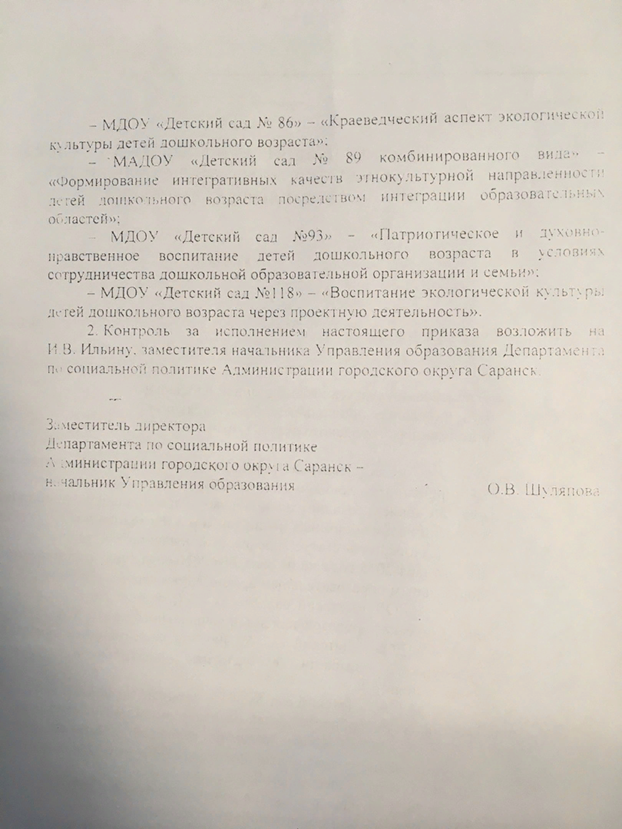 – МДОУ «Детский сад № 86» – «Краеведческий аспект экологической
культуры детей дошкольного возраста»;
– МАДОУ «Детский сад № 89 комбинированного вида» –
«Формирование интегративных качеств этнокультурной направленности
детей дошкольного возраста посредством интеграции образовательных
областей»;
– МДОУ «Детский сад №93» – «Патриотическое и духовно-
нравственное воспитание детей дошкольного возраста в условиях
сотрудничества дошкольной образовательной организации и семьи»;
– МДОУ «Детский сад №118» – «Воспитание экологической культуры
детей дошкольного возраста через проектную деятельность».
2. Контроль за исполнением настоящего приказа возложить на
И.В. Ильину, заместителя начальника Управления образования Департамента
по социальной политике Администрации городского округа Саранск.
Заместитель директора
Департамента по социальной политике
Администрации городского округа Саранск –
начальник Управления образования
О.В. Шуляпова